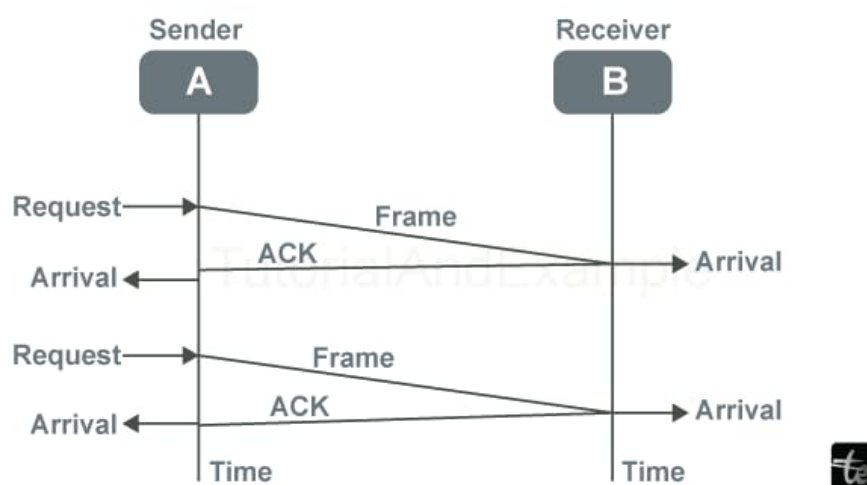 Sender
Receiver
A
B
Request
Frame
ACK
Arrival
Arrival
TutorialAndExample
Request
Frame
ACK
Arrival
Arrival
Time
Time